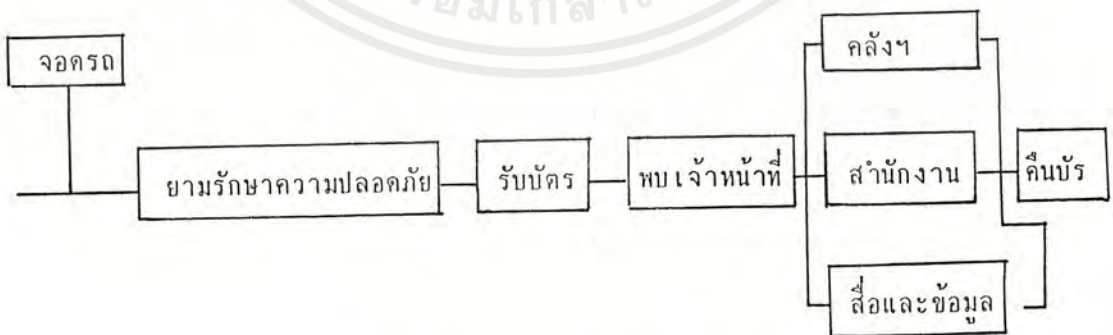 จอดรถ
ยามรักษาความปลอดภัย
รับบัตร
พบเจ้าหน้าที่
คลังฯ
สำนักงาน
สื่อและข้อมูล
คืนบัร